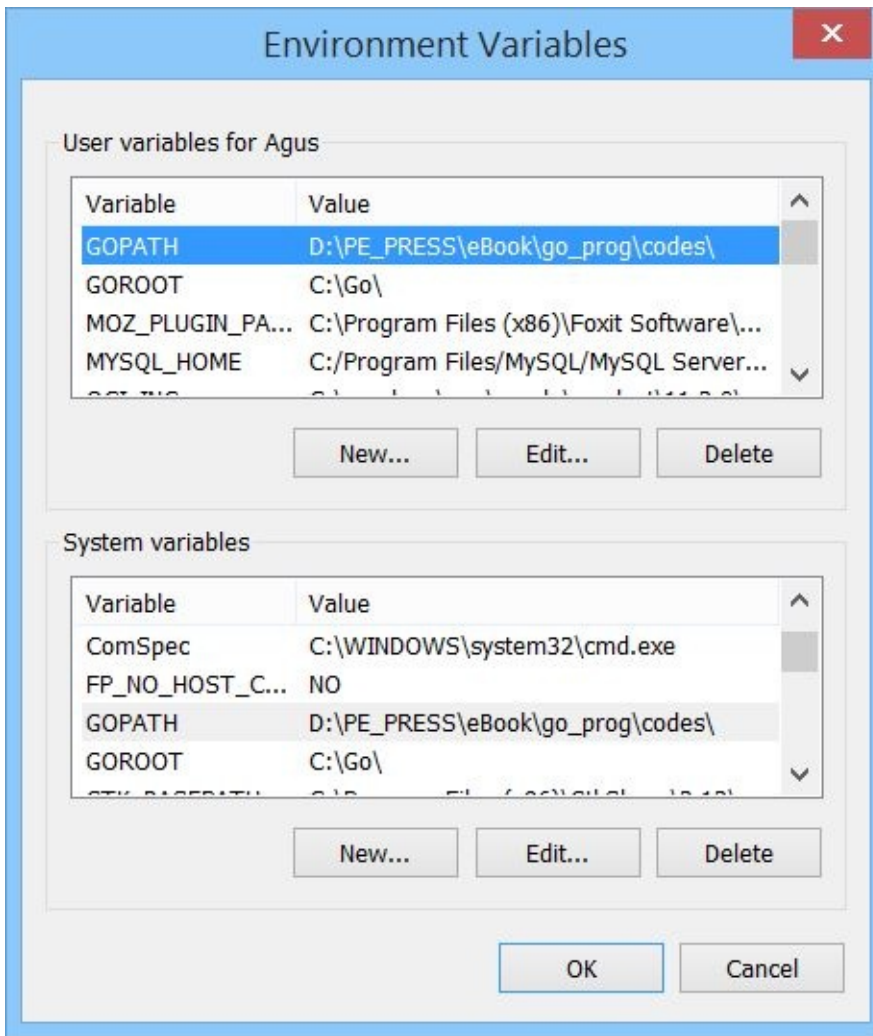 Environment Variables
User variables for Agus
Variable Value
GOPATH D:\PE_PRESS\eBook\go_prog\codes\
GOROOT C:\Go\
MOZ_PLUGIN_PA... C:\Program Files (x86)\Foxit Software\...
MYSQL_HOME C:/Program Files/MySQL/MySQL Server...
New... Edit... Delete
System variables
Variable Value
ComSpec C:\WINDOWS\system32\cmd.exe
FP_NO_HOST_C... NO
GOPATH D:\PE_PRESS\eBook\go_prog\codes\
GOROOT C:\Go\
New... Edit... Delete
OK Cancel